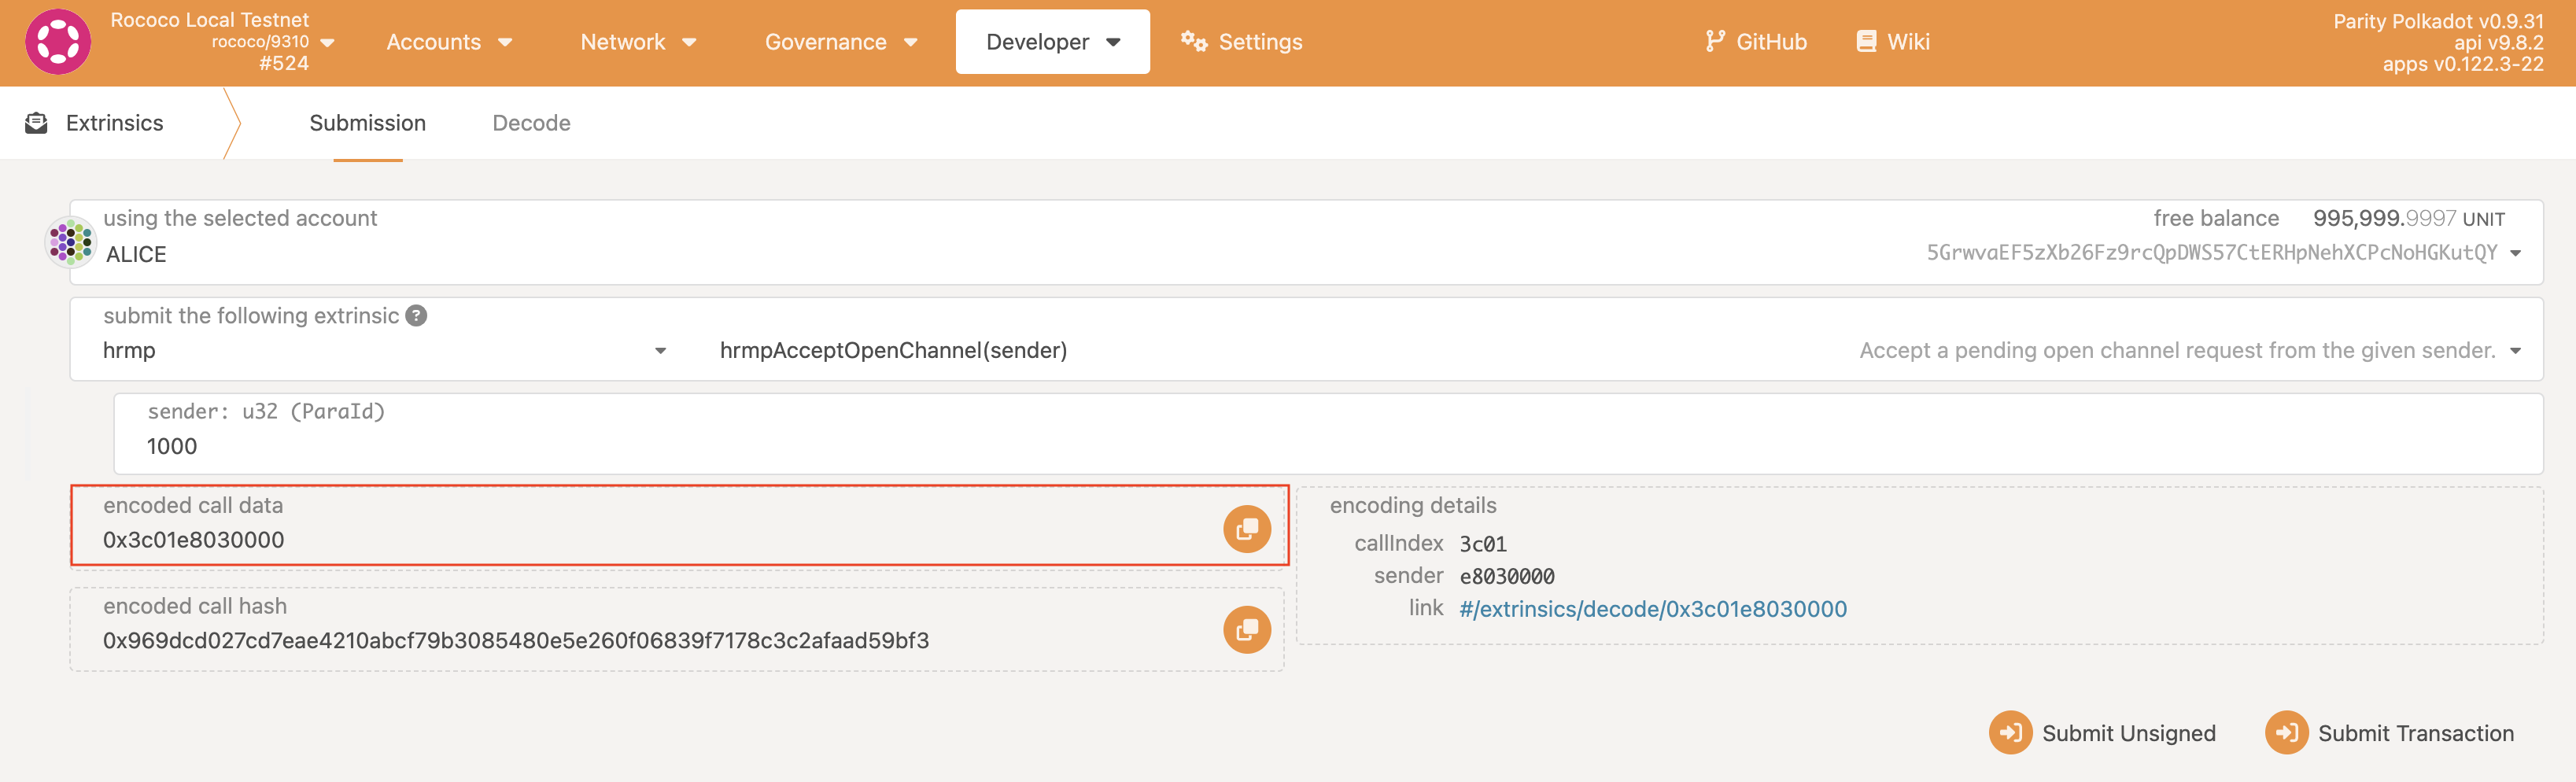 Rococo Local Testnet
rococo/9310
#524
Accounts
Network
Governance
Developer
Settings
GitHub
Wiki
Parity Polkadot v0.9.31
api v9.8.2
apps v0.122.3-22
Extrinsics
Submission
Decode
using the selected account
ALICE
free balance 995,999.9997 UNIT
5GrwvaEF5zXb26Fz9rcQpDWS57CtERHpNehXCPcNoHGKutQY
submit the following extrinsic ?
hrmp
hrmpAcceptOpenChannel(sender)
Accept a pending open channel request from the given sender.
sender: u32 (ParaId)
1000
encoded call data
0x3c01e8030000
encoded call hash
0x969dcd027cd7eae4210abcf79b3085480e5e260f06839f7178c3c2afaad59bf3
encoding details
callIndex 3c01
sender e8030000
link #/extrinsics/decode/0x3c01e8030000
Submit Unsigned
Submit Transaction